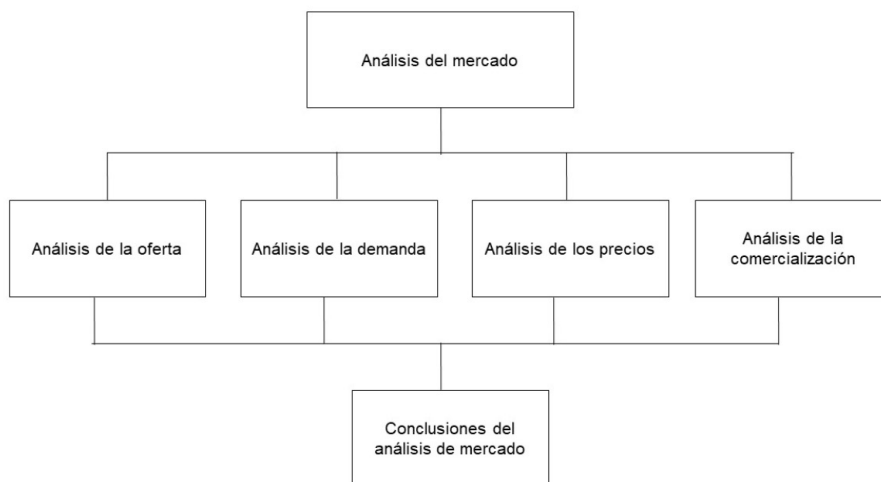 Análisis del mercado
Análisis de la oferta
Análisis de la demanda
Análisis de los precios
Análisis de la
comercialización
Conclusiones del
análisis de mercado